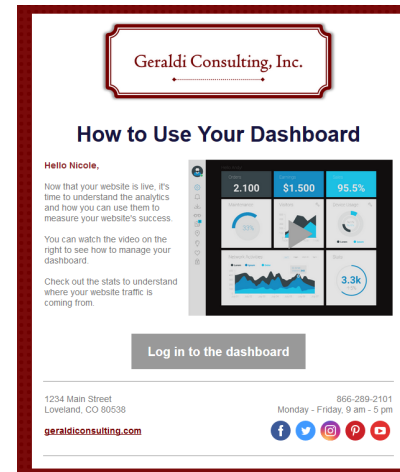 Geraldi Consulting, Inc.
How to Use Your Dashboard
Hello Nicole,
Now that your website is live, it's
time to understand the analytics
and how you can use them to
measure your website's success.
You can watch the video on the
right to see how to manage your
dashboard.
Check out the stats to understand
where your website traffic is
coming from.
2.100
$1.500
95.5%
33%
3.3k
Log in to the dashboard
1234 Main Street
Loveland, CO 80538
geraldiconsulting.com
866-289-2101
Monday - Friday, 9 am - 5 pm